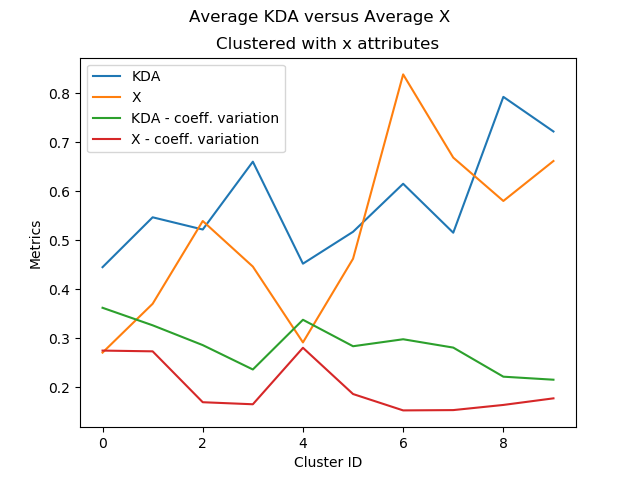 Average KDA versus Average X
Clustered with x attributes
KDA
X
KDA - coeff. variation
X - coeff. variation
0.8
0.7
0.6
0.5
0.4
0.3
0.2
Metrics
0 2 4 6 8
Cluster ID